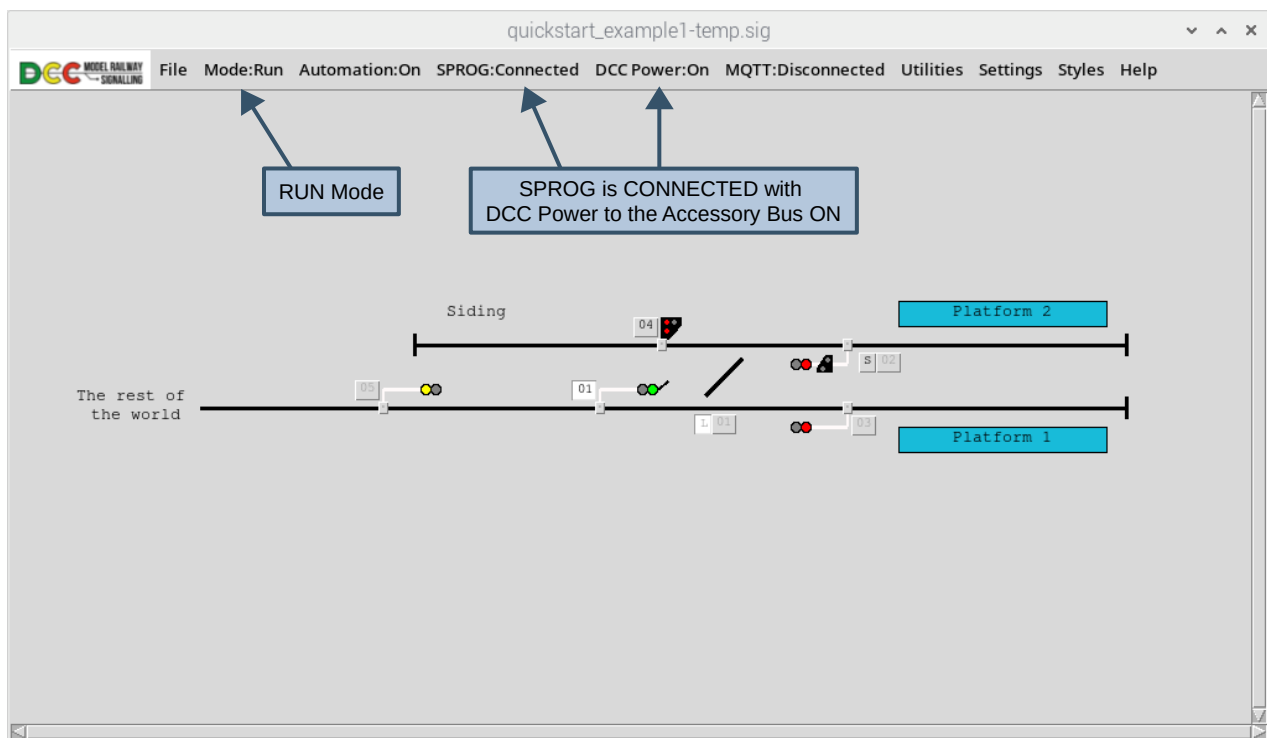 quickstart_example1-temp.sig
DCC MODEL RAILWAY SIGNALLING File Mode:Run Automation:On SPROG:Connected DCC Power:On MQTT:Disconnected Utilities Settings Styles Help
RUN Mode
SPROG is CONNECTED with
DCC Power to the Accessory Bus ON
Siding
04
Platform 2
S 02
05
01
The rest of
the world
L 01
03
Platform 1